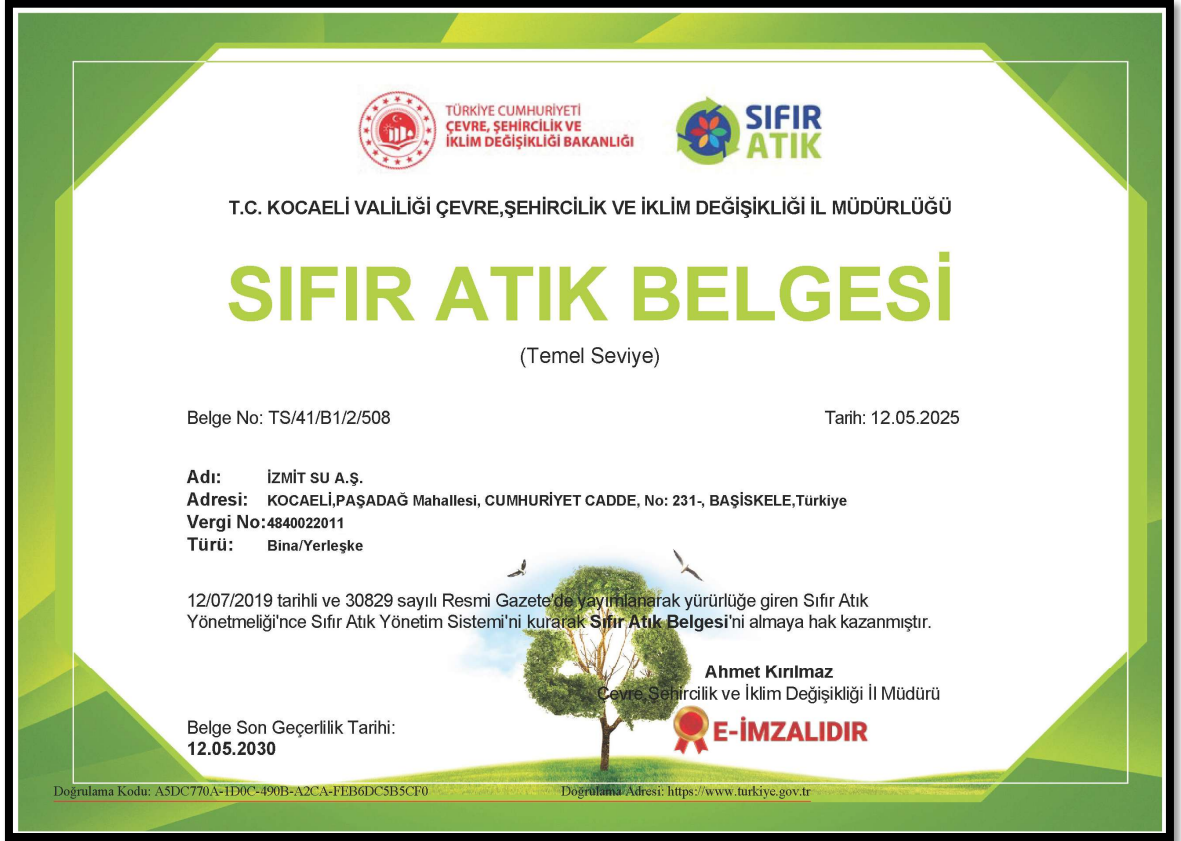 TÜRKİYE CUMHURİYETİ
ÇEVRE, ŞEHİRCİLİK VE
İKLİM DEĞİŞİKLİĞİ BAKANLIĞI
SIFIR
ATIK
T.C. KOCAELİ VALİLİĞİ ÇEVRE,ŞEHİRCİLİK VE İKLİM DEĞİŞİKLİĞİ İL MÜDÜRLÜĞÜ
SIFIR ATIK BELGESİ
(Temel Seviye)
Belge No: TS/41/B1/2/508 Tarih: 12.05.2025
Adı: İZMİT SU A.Ş.
Adresi: KOCAELİ,PAŞADAĞ Mahallesi, CUMHURİYET CADDE, No: 231-, BAŞİSKELE,Türkiye
Vergi No:4840022011
Türü: Bina/Yerleşke
12/07/2019 tarihli ve 30829 sayılı Resmi Gazete'de yayımlanarak yürürlüğe giren Sıfır Atık
Yönetmeliği'nce Sıfır Atık Yönetim Sistemi'ni kurarak Sıfır Atık Belgesi'ni almaya hak kazanmıştır.
Ahmet Kırılmaz
Çevre,Şehircilik ve İklim Değişikliği İl Müdürü
E-İMZALIDIR
Belge Son Geçerlilik Tarihi:
12.05.2030
Doğrulama Kodu: A5DC770A-1D0C-490B-A2CA-FEB6DC5B5CF0 Doğrulama Adresi: https://www.turkiye.gov.tr